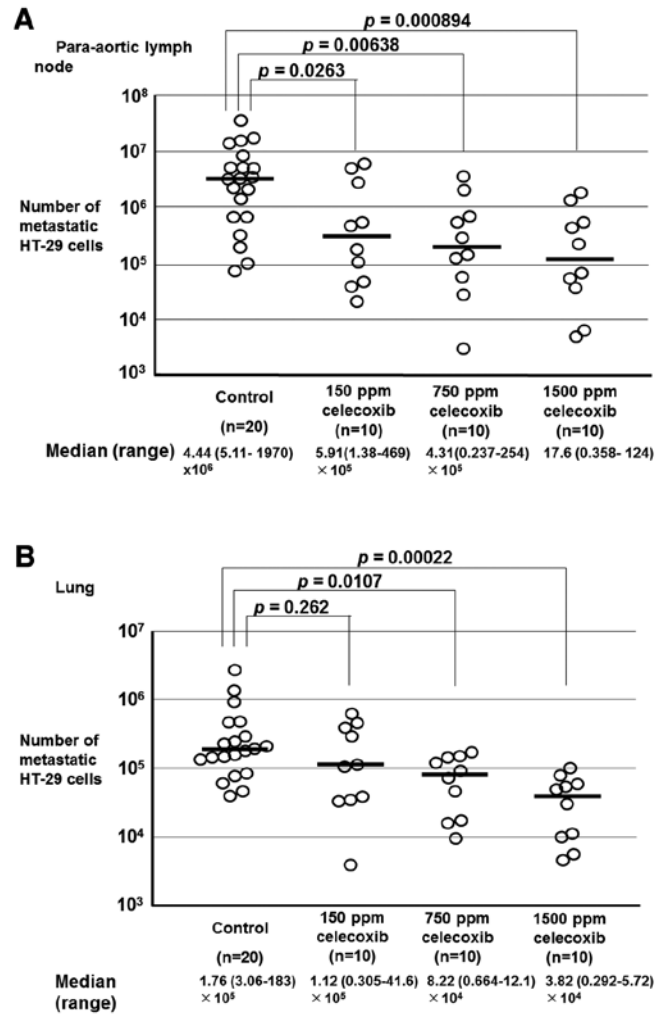 A
p = 0.000894
Para-aortic lymph
node
p = 0.00638
p = 0.0263
10⁸
10⁷
Number of
metastatic
HT-29 cells
10⁶
10⁵
10⁴
10³
Control
(n=20)
150 ppm
celecoxib
(n=10)
750 ppm
celecoxib
(n=10)
1500 ppm
celecoxib
(n=10)
Median (range)
4.44 (5.11- 1970)
x10⁶
5.91(1.38-469)
× 10⁵
4.31(0.237-254)
× 10⁵
17.6 (0.358- 124)
B
p = 0.00022
Lung
p = 0.0107
p = 0.262
10⁷
10⁶
Number of
metastatic
HT-29 cells
10⁵
10⁴
10³
Control
(n=20)
150 ppm
celecoxib
(n=10)
750 ppm
celecoxib
(n=10)
1500 ppm
celecoxib
(n=10)
Median
(range)
1.76 (3.06-183)
× 10⁵
1.12 (0.305-41.6)
× 10⁵
8.22 (0.664-12.1)
× 10⁴
3.82 (0.292-5.72)
× 10⁴